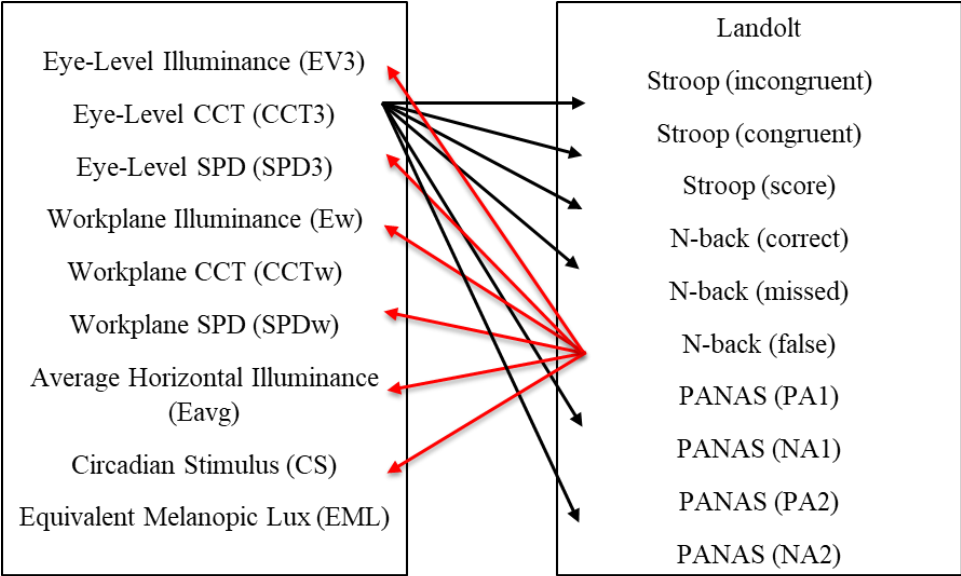 Eye-Level Illuminance (EV3)
Eye-Level CCT (CCT3)
Eye-Level SPD (SPD3)
Workplane Illuminance (Ew)
Workplane CCT (CCTw)
Workplane SPD (SPDw)
Average Horizontal Illuminance
(Eavg)
Circadian Stimulus (CS)
Equivalent Melanopic Lux (EML)
Landolt
Stroop (incongruent)
Stroop (congruent)
Stroop (score)
N-back (correct)
N-back (missed)
N-back (false)
PANAS (PA1)
PANAS (NA1)
PANAS (PA2)
PANAS (NA2)